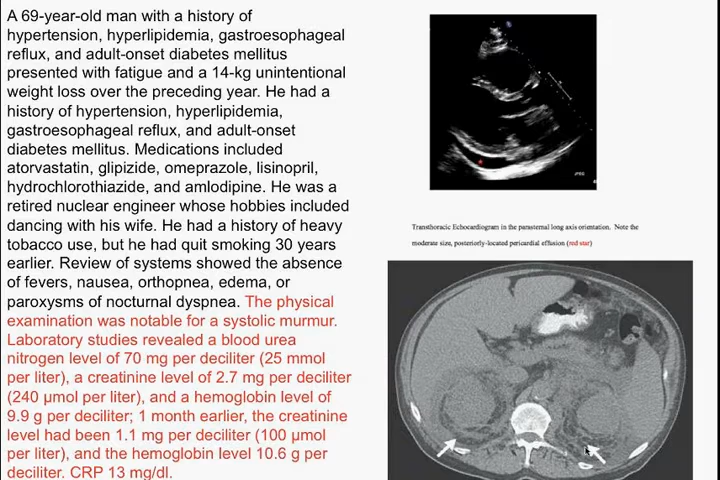 A 69-year-old man with a history of
hypertension, hyperlipidemia, gastroesophageal
reflux, and adult-onset diabetes mellitus
presented with fatigue and a 14-kg unintentional
weight loss over the preceding year. He had a
history of hypertension, hyperlipidemia,
gastroesophageal reflux, and adult-onset
diabetes mellitus. Medications included
atorvastatin, glipizide, omeprazole, lisinopril,
hydrochlorothiazide, and amlodipine. He was a
retired nuclear engineer whose hobbies included
dancing with his wife. He had a history of heavy
tobacco use, but he had quit smoking 30 years
earlier. Review of systems showed the absence
of fevers, nausea, orthopnea, edema, or
paroxysms of nocturnal dyspnea. The physical
examination was notable for a systolic murmur.
Laboratory studies revealed a blood urea
nitrogen level of 70 mg per deciliter (25 mmol
per liter), a creatinine level of 2.7 mg per deciliter
(240 μmol per liter), and a hemoglobin level of
9.9 g per deciliter; 1 month earlier, the creatinine
level had been 1.1 mg per deciliter (100 μmol
per liter), and the hemoglobin level 10.6 g per
deciliter. CRP 13 mg/dl.
Transthoracic Echocardiogram in the parasternal long axis orientation. Note the
moderate size, posteriorly-located pericardial effusion (red star)